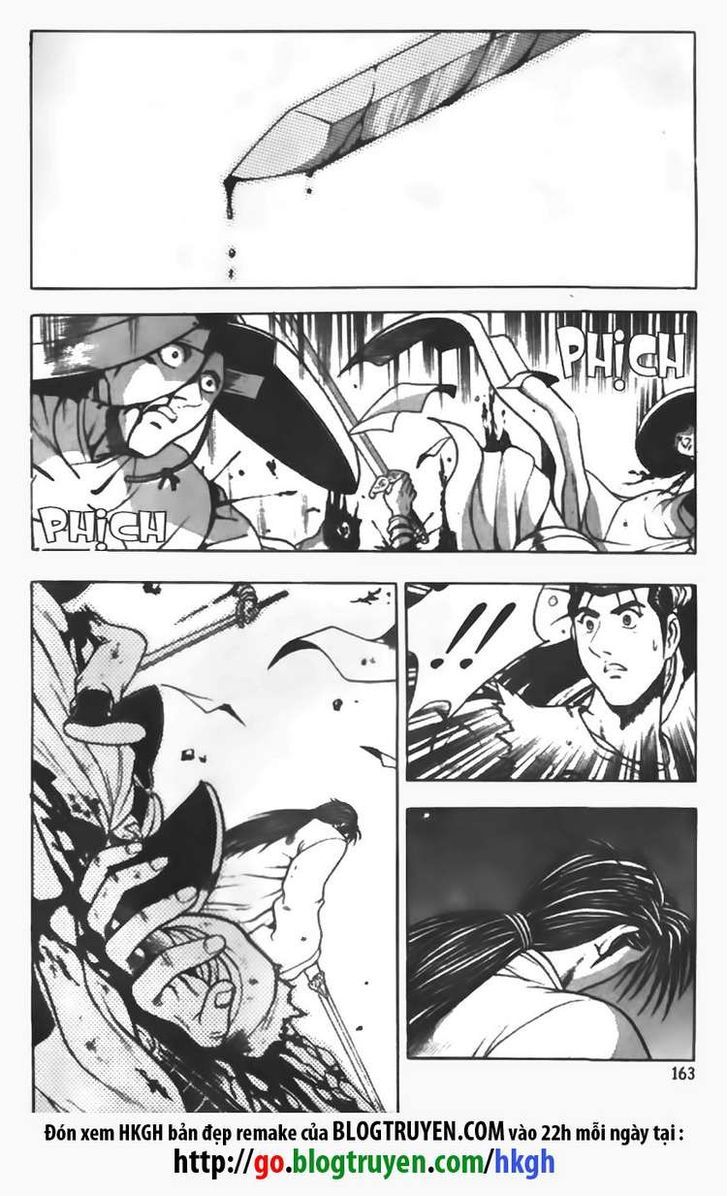 PHỊCH
PHỊCH
!!
163
Đón xem HKGH bản đẹp remake của BLOGTRUYEN.COM vào 22h mỗi ngày tại :
http://go.blogtruyen.com/hkgh